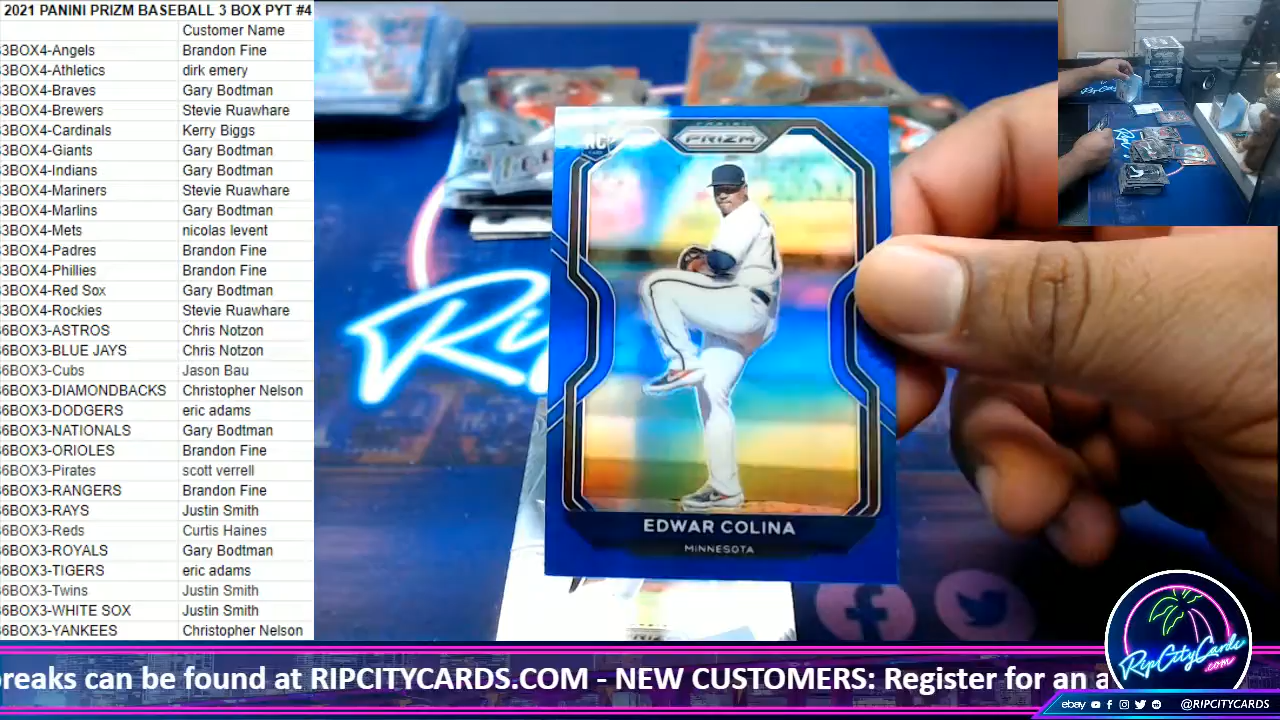 2021 PANINI PRIZM BASEBALL 3 BOX PYT #4
Customer Name
3BOX4-Angels Brandon Fine
3BOX4-Athletics dirk emery
3BOX4-Braves Gary Bodtman
3BOX4-Brewers Stevie Ruawhare
3BOX4-Cardinals Kerry Biggs
3BOX4-Giants Gary Bodtman
3BOX4-Indians Gary Bodtman
3BOX4-Mariners Stevie Ruawhare
3BOX4-Marlins Gary Bodtman
3BOX4-Mets nicolas levent
3BOX4-Padres Brandon Fine
3BOX4-Phillies Brandon Fine
3BOX4-Red Sox Gary Bodtman
3BOX4-Rockies Stevie Ruawhare
6BOX3-ASTROS Chris Notzon
6BOX3-BLUE JAYS Chris Notzon
6BOX3-Cubs Jason Bau
6BOX3-DIAMONDBACKS Christopher Nelson
6BOX3-DODGERS eric adams
6BOX3-NATIONALS Gary Bodtman
6BOX3-ORIOLES Brandon Fine
6BOX3-Pirates scott verrell
6BOX3-RANGERS Brandon Fine
6BOX3-RAYS Justin Smith
6BOX3-Reds Curtis Haines
6BOX3-ROYALS Gary Bodtman
6BOX3-TIGERS eric adams
6BOX3-Twins Justin Smith
6BOX3-WHITE SOX Justin Smith
6BOX3-YANKEES Christopher Nelson
PANINI
PRIZM
RC
EDWAR COLINA
MINNESOTA
reaks can be found at RIPCITYCARDS.COM - NEW CUSTOMERS: Register for an a
RipCityCards
.com
ebay @RIPCITYCARDS